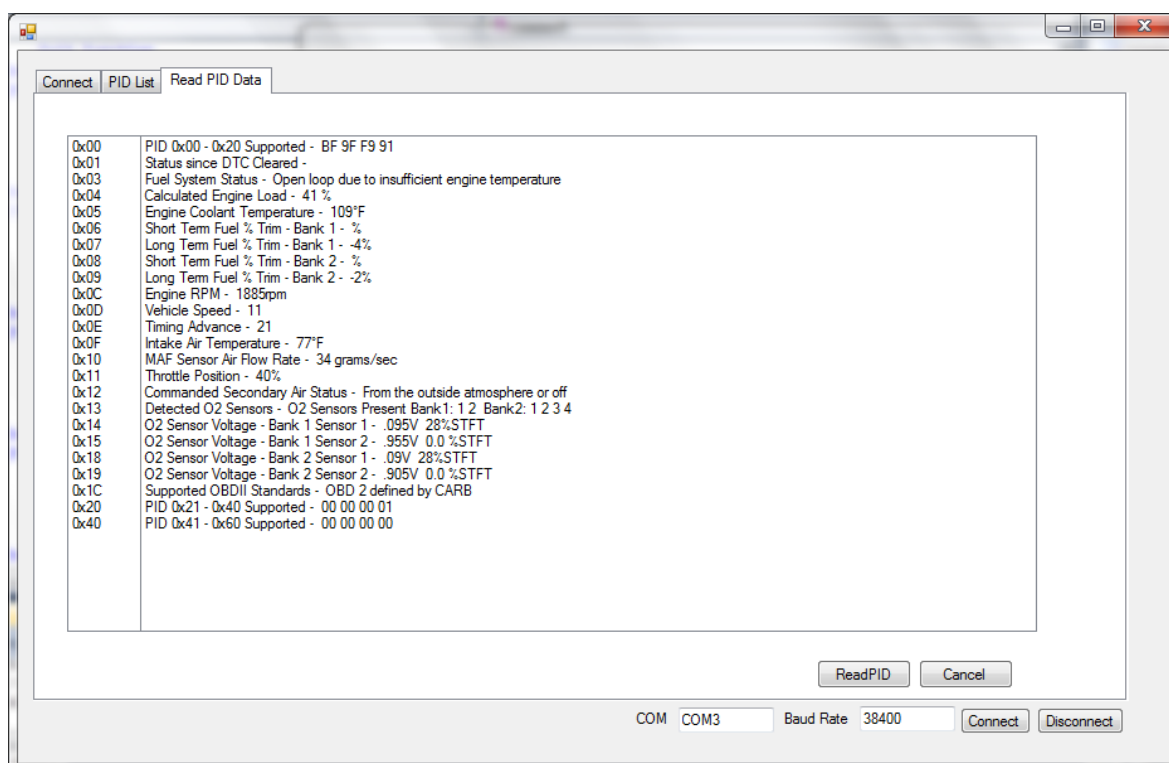 Connect PID List Read PID Data
0x00 PID 0x00 - 0x20 Supported - BF 9F F9 91
0x01 Status since DTC Cleared -
0x03 Fuel System Status - Open loop due to insufficient engine temperature
0x04 Calculated Engine Load - 41 %
0x05 Engine Coolant Temperature - 109°F
0x06 Short Term Fuel % Trim - Bank 1 - %
0x07 Long Term Fuel % Trim - Bank 1 - -4%
0x08 Short Term Fuel % Trim - Bank 2 - %
0x09 Long Term Fuel % Trim - Bank 2 - -2%
0x0C Engine RPM - 1885rpm
0x0D Vehicle Speed - 11
0x0E Timing Advance - 21
0x0F Intake Air Temperature - 77°F
0x10 MAF Sensor Air Flow Rate - 34 grams/sec
0x11 Throttle Position - 40%
0x12 Commanded Secondary Air Status - From the outside atmosphere or off
0x13 Detected O2 Sensors - O2 Sensors Present Bank1: 1 2 Bank2: 1 2 3 4
0x14 O2 Sensor Voltage - Bank 1 Sensor 1 - .095V 28%STFT
0x15 O2 Sensor Voltage - Bank 1 Sensor 2 - .955V 0.0 %STFT
0x18 O2 Sensor Voltage - Bank 2 Sensor 1 - .09V 28%STFT
0x19 O2 Sensor Voltage - Bank 2 Sensor 2 - .905V 0.0 %STFT
0x1C Supported OBDII Standards - OBD 2 defined by CARB
0x20 PID 0x21 - 0x40 Supported - 00 00 00 01
0x40 PID 0x41 - 0x60 Supported - 00 00 00 00
ReadPID Cancel
COM COM3 Baud Rate 38400 Connect Disconnect